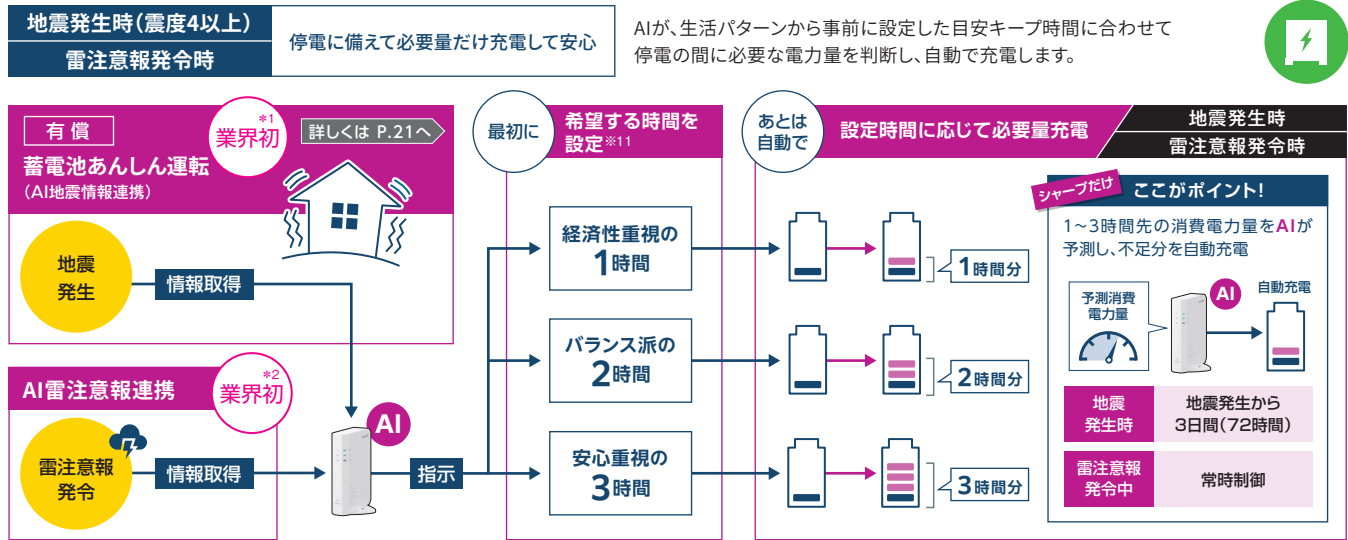 地震発生時(震度4以上)
雷注意報発令時
停電に備えて必要量だけ充電して安心
AIが、生活パターンから事前に設定した目安キープ時間に合わせて
停電の間に必要な電力量を判断し、自動で充電します。
有償
*1
業界初
詳しくは P.21へ
蓄電池あんしん運転
(AI地震情報連携)
地震
発生
情報取得
AI雷注意報連携
*2
業界初
雷注意報
発令
情報取得
AI
指示
最初に
希望する時間を
設定※11
経済性重視の
1時間
バランス派の
2時間
安心重視の
3時間
あとは
自動で
設定時間に応じて必要量充電
地震発生時
雷注意報発令時
1時間分
2時間分
3時間分
シャープだけ
ここがポイント!
1~3時間先の消費電力量をAIが
予測し、不足分を自動充電
予測消費
電力量
AI
自動充電
地震
発生時
地震発生から
3日間(72時間)
雷注意報
発令中
常時制御